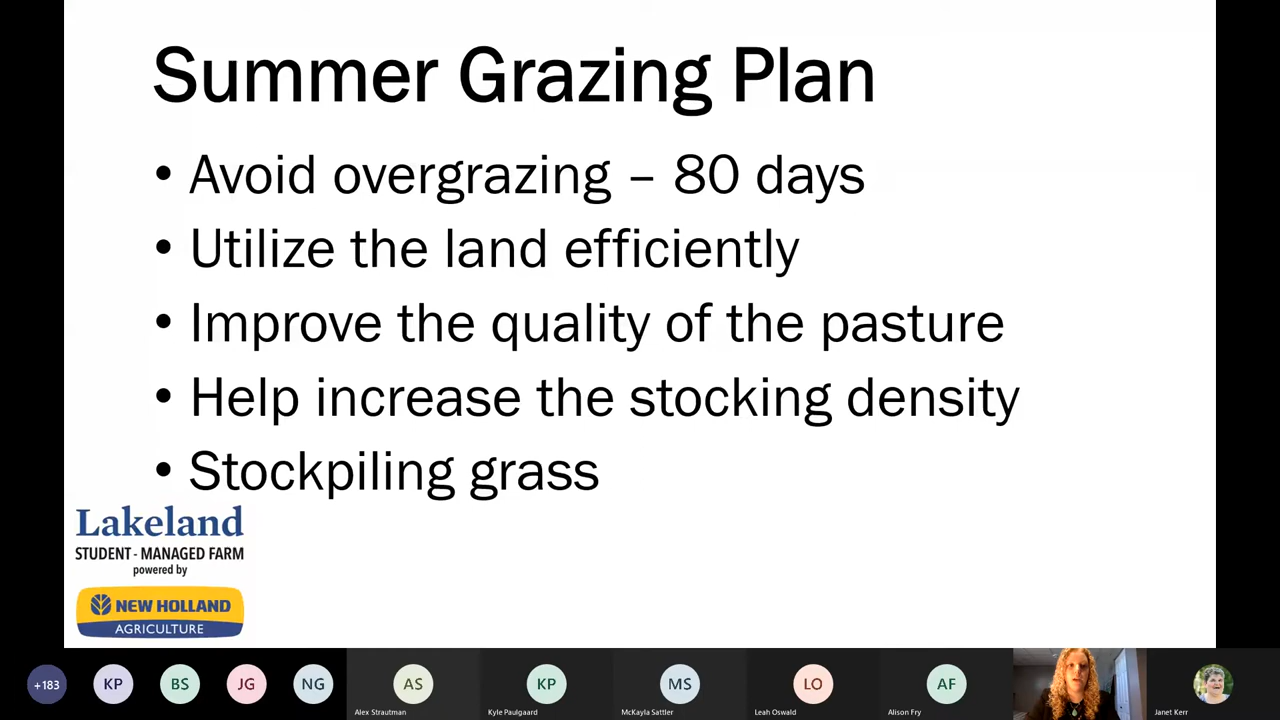 Summer Grazing Plan
• Avoid overgrazing – 80 days
• Utilize the land efficiently
• Improve the quality of the pasture
• Help increase the stocking density
• Stockpiling grass
Lakeland
STUDENT-MANAGED FARM
powered by
NEW HOLLAND
AGRICULTURE
+183
KP
BS
JG
NG
AS
KP
MS
LO
AF
Alex Strautman
Kyle Paulgaard
McKayla Sattler
Leah Oswald
Alison Fry
Janet Kerr